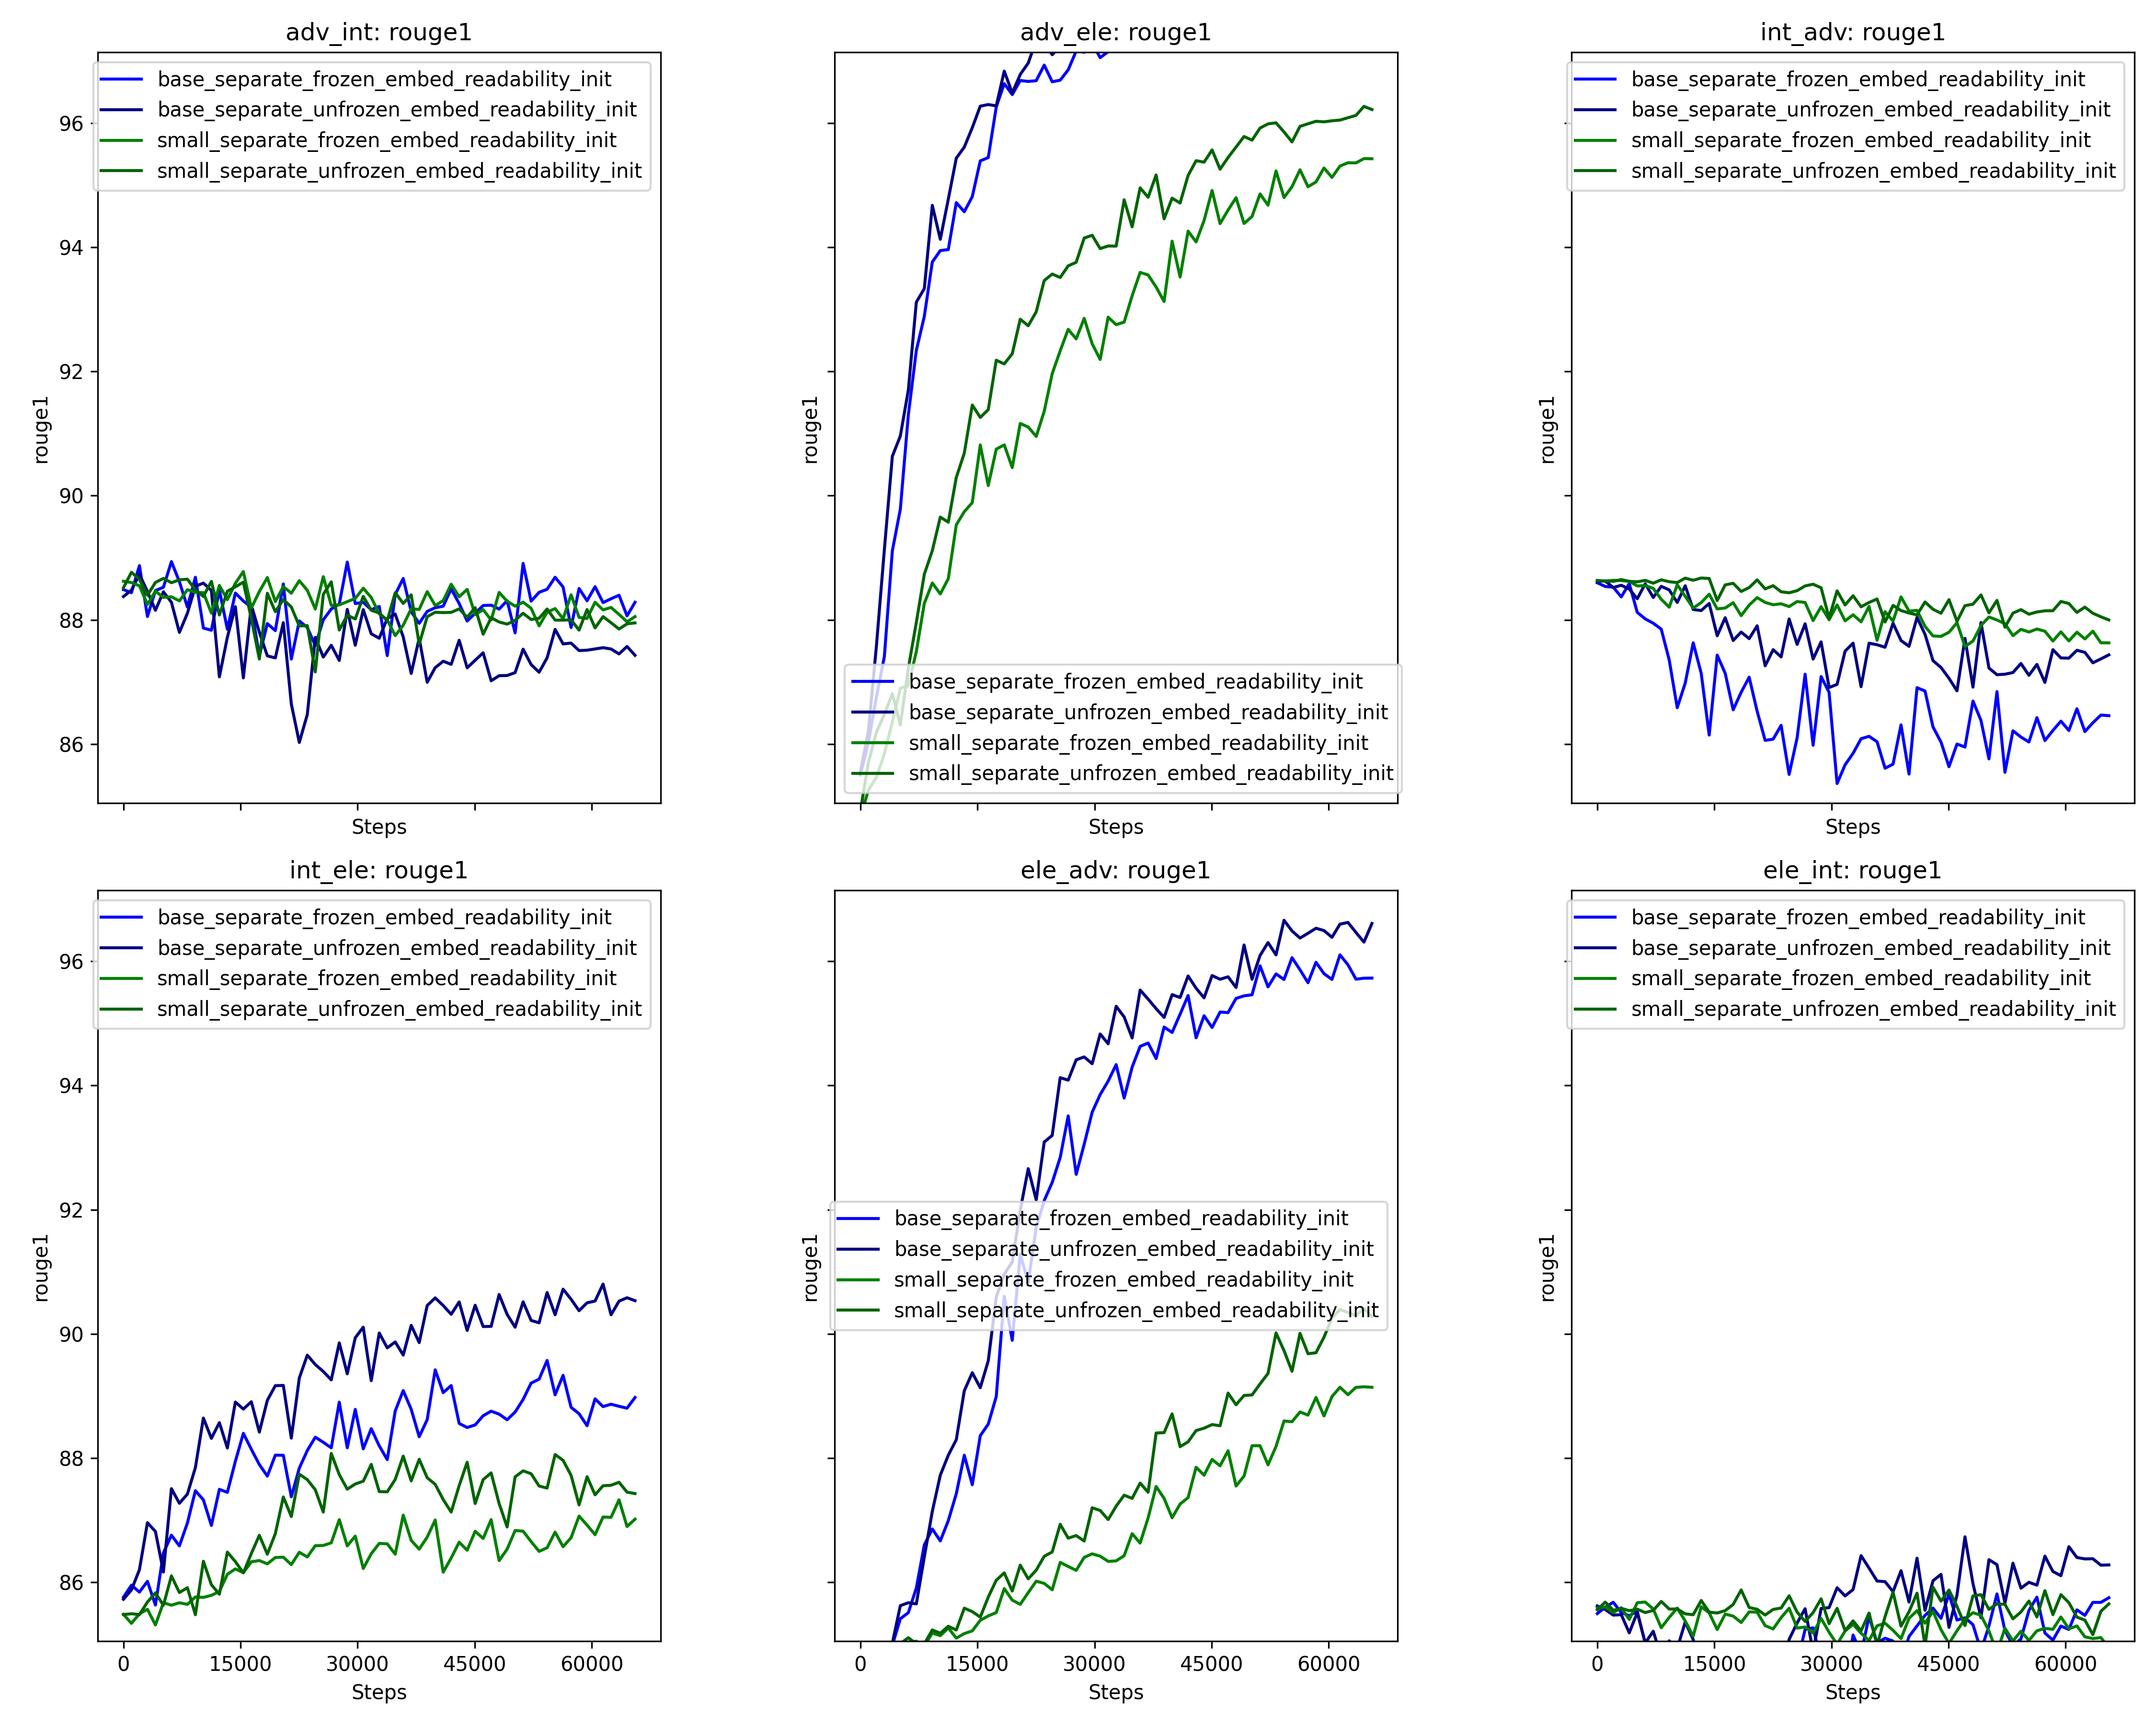 adv_int: rouge1
base_separate_frozen_embed_readability_init
base_separate_unfrozen_embed_readability_init
small_separate_frozen_embed_readability_init
small_separate_unfrozen_embed_readability_init
96
94
92
90
88
86
rouge1
Steps
adv_ele: rouge1
rouge1
base_separate_frozen_embed_readability_init
base_separate_unfrozen_embed_readability_init
small_separate_frozen_embed_readability_init
small_separate_unfrozen_embed_readability_init
Steps
int_adv: rouge1
base_separate_frozen_embed_readability_init
base_separate_unfrozen_embed_readability_init
small_separate_frozen_embed_readability_init
small_separate_unfrozen_embed_readability_init
rouge1
Steps
int_ele: rouge1
base_separate_frozen_embed_readability_init
base_separate_unfrozen_embed_readability_init
small_separate_frozen_embed_readability_init
small_separate_unfrozen_embed_readability_init
96
94
92
90
88
86
rouge1
0 15000 30000 45000 60000
Steps
ele_adv: rouge1
rouge1
base_separate_frozen_embed_readability_init
base_separate_unfrozen_embed_readability_init
small_separate_frozen_embed_readability_init
small_separate_unfrozen_embed_readability_init
0 15000 30000 45000 60000
Steps
ele_int: rouge1
base_separate_frozen_embed_readability_init
base_separate_unfrozen_embed_readability_init
small_separate_frozen_embed_readability_init
small_separate_unfrozen_embed_readability_init
rouge1
0 15000 30000 45000 60000
Steps